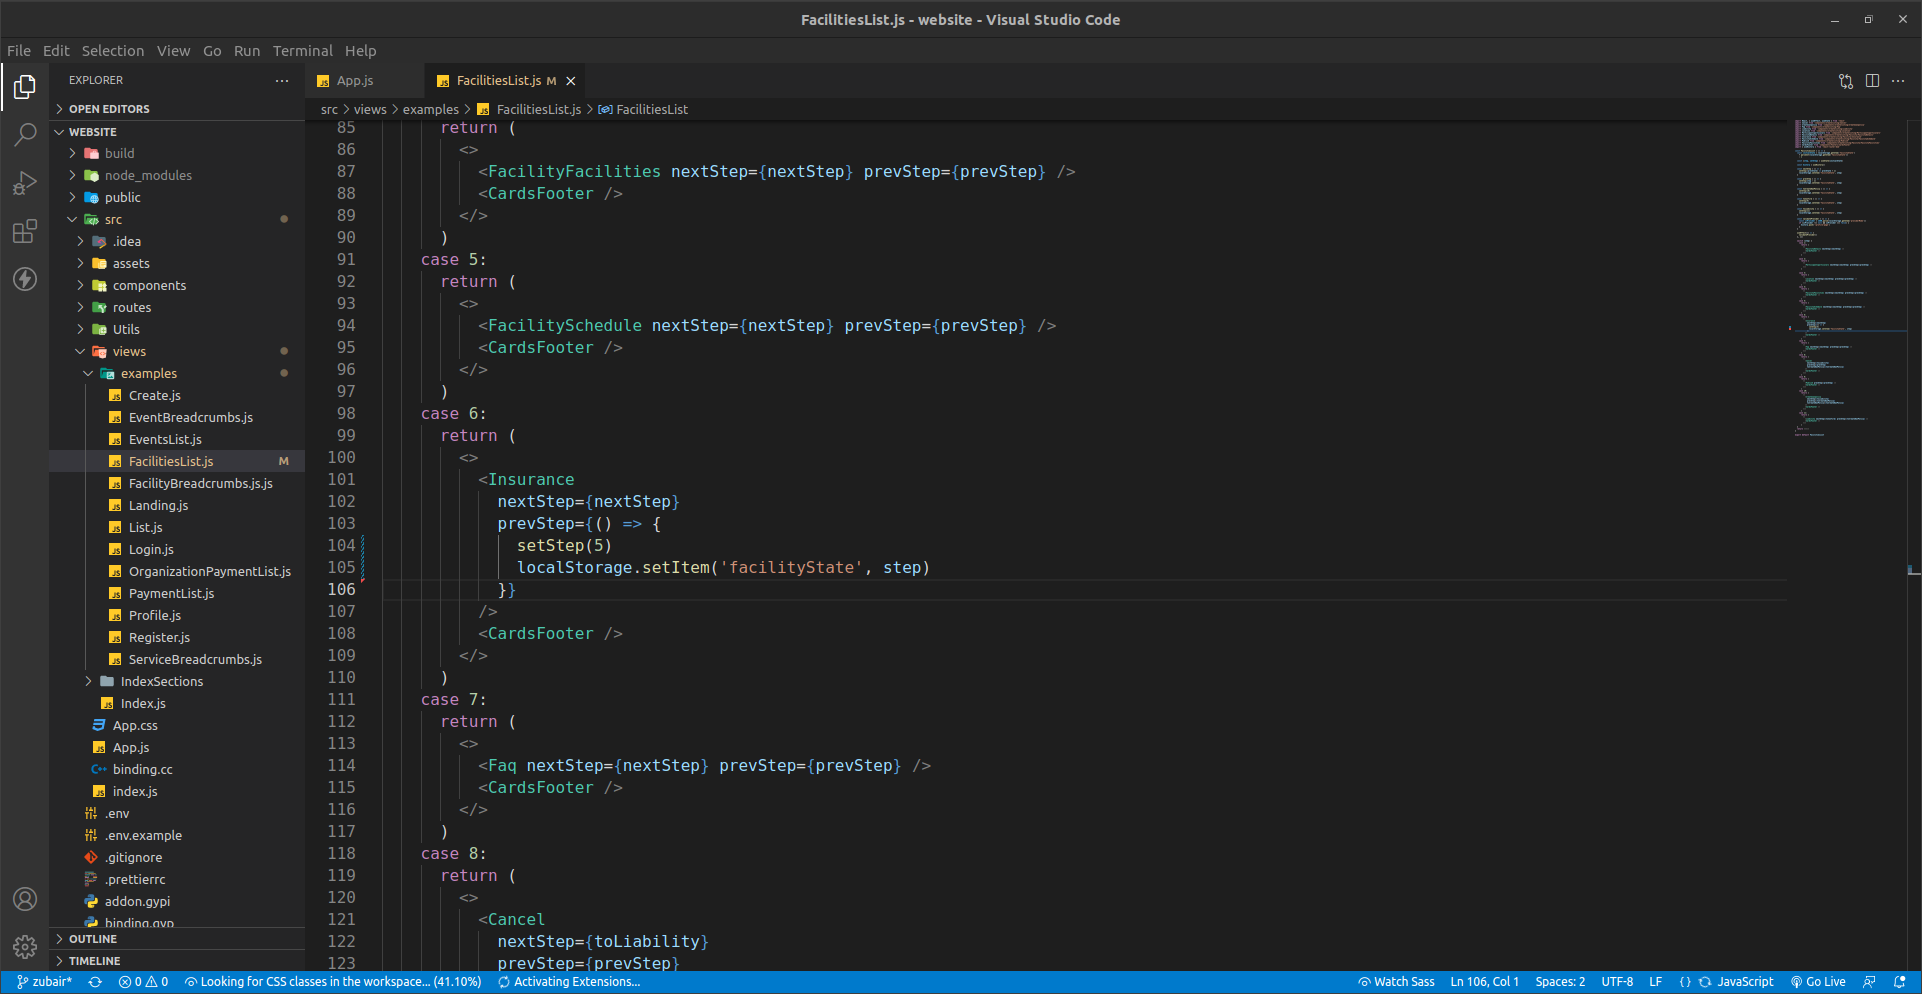 FacilitiesList.js - website - Visual Studio Code
File Edit Selection View Go Run Terminal Help
EXPLORER
OPEN EDITORS
WEBSITE
build
node_modules
public
src
.idea
assets
components
routes
Utils
views
examples
Create.js
EventBreadcrumbs.js
EventsList.js
FacilitiesList.js M
FacilityBreadcrumbs.js.js
Landing.js
List.js
Login.js
OrganizationPaymentList.js
PaymentList.js
Profile.js
Register.js
ServiceBreadcrumbs.js
IndexSections
Index.js
App.css
App.js
binding.cc
index.js
.env
.env.example
.gitignore
.prettierrc
addon.gypi
binding.gyp
OUTLINE
TIMELINE
App.js
FacilitiesList.js M
src > views > examples > FacilitiesList.js > FacilitiesList
85 return (
86 <>
87 <FacilityFacilities nextStep={nextStep} prevStep={prevStep} />
88 <CardsFooter />
89 </>
90 )
91 case 5:
92 return (
93 <>
94 <FacilitySchedule nextStep={nextStep} prevStep={prevStep} />
95 <CardsFooter />
96 </>
97 )
98 case 6:
99 return (
100 <>
101 <Insurance
102 nextStep={nextStep}
103 prevStep={() => {
104 setStep(5)
105 localStorage.setItem('facilityState', step)
106 }}
107 />
108 <CardsFooter />
109 </>
110 )
111 case 7:
112 return (
113 <>
114 <Faq nextStep={nextStep} prevStep={prevStep} />
115 <CardsFooter />
116 </>
117 )
118 case 8:
119 return (
120 <>
121 <Cancel
122 nextStep={toLiability}
123 prevStep={prevStep}
zubair* 0 0 Looking for CSS classes in the workspace... (41.10%) Activating Extensions... Watch Sass Ln 106, Col 1 Spaces: 2 UTF-8 LF {} JavaScript Go Live